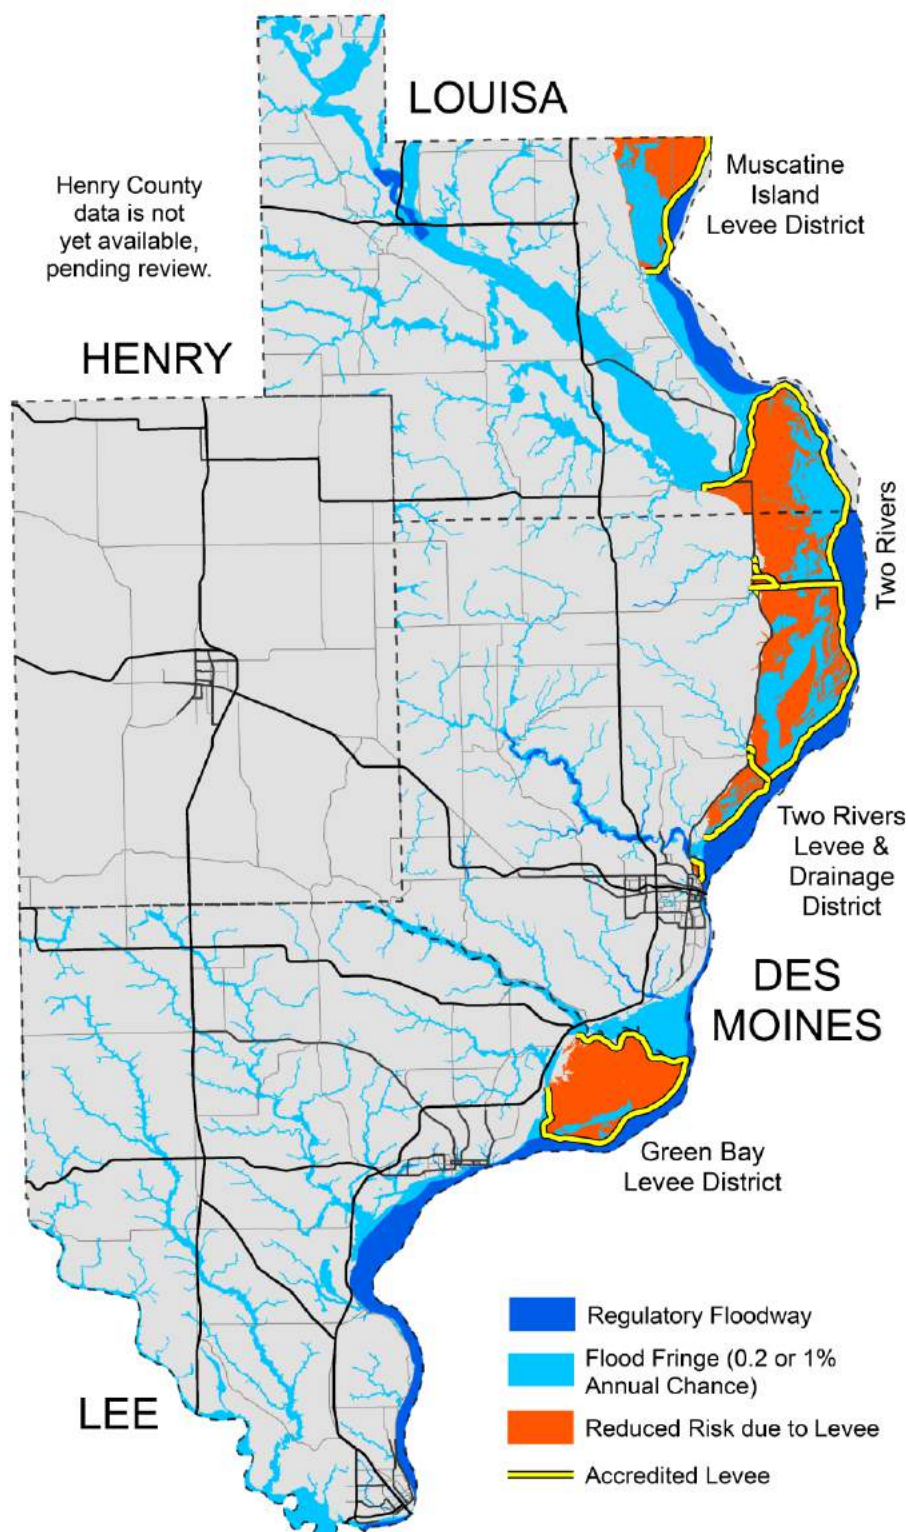 LOUISA
Muscatine
Island
Levee District
Henry County
data is not
yet available,
pending review.
HENRY
Two Rivers
Two Rivers
Levee &
Drainage
District
DES
MOINES
Green Bay
Levee District
LEE
Regulatory Floodway
Flood Fringe (0.2 or 1%
Annual Chance)
Reduced Risk due to Levee
Accredited Levee